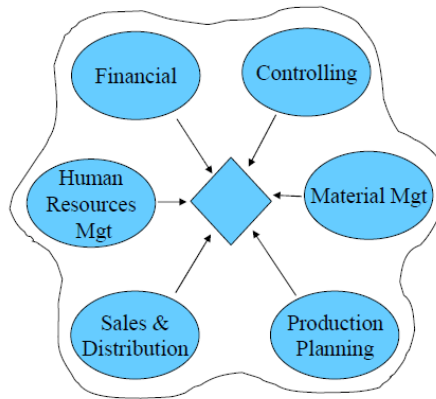 Financial
Controlling
Human
Resources
Mgt
Material Mgt
Sales &
Distribution
Production
Planning